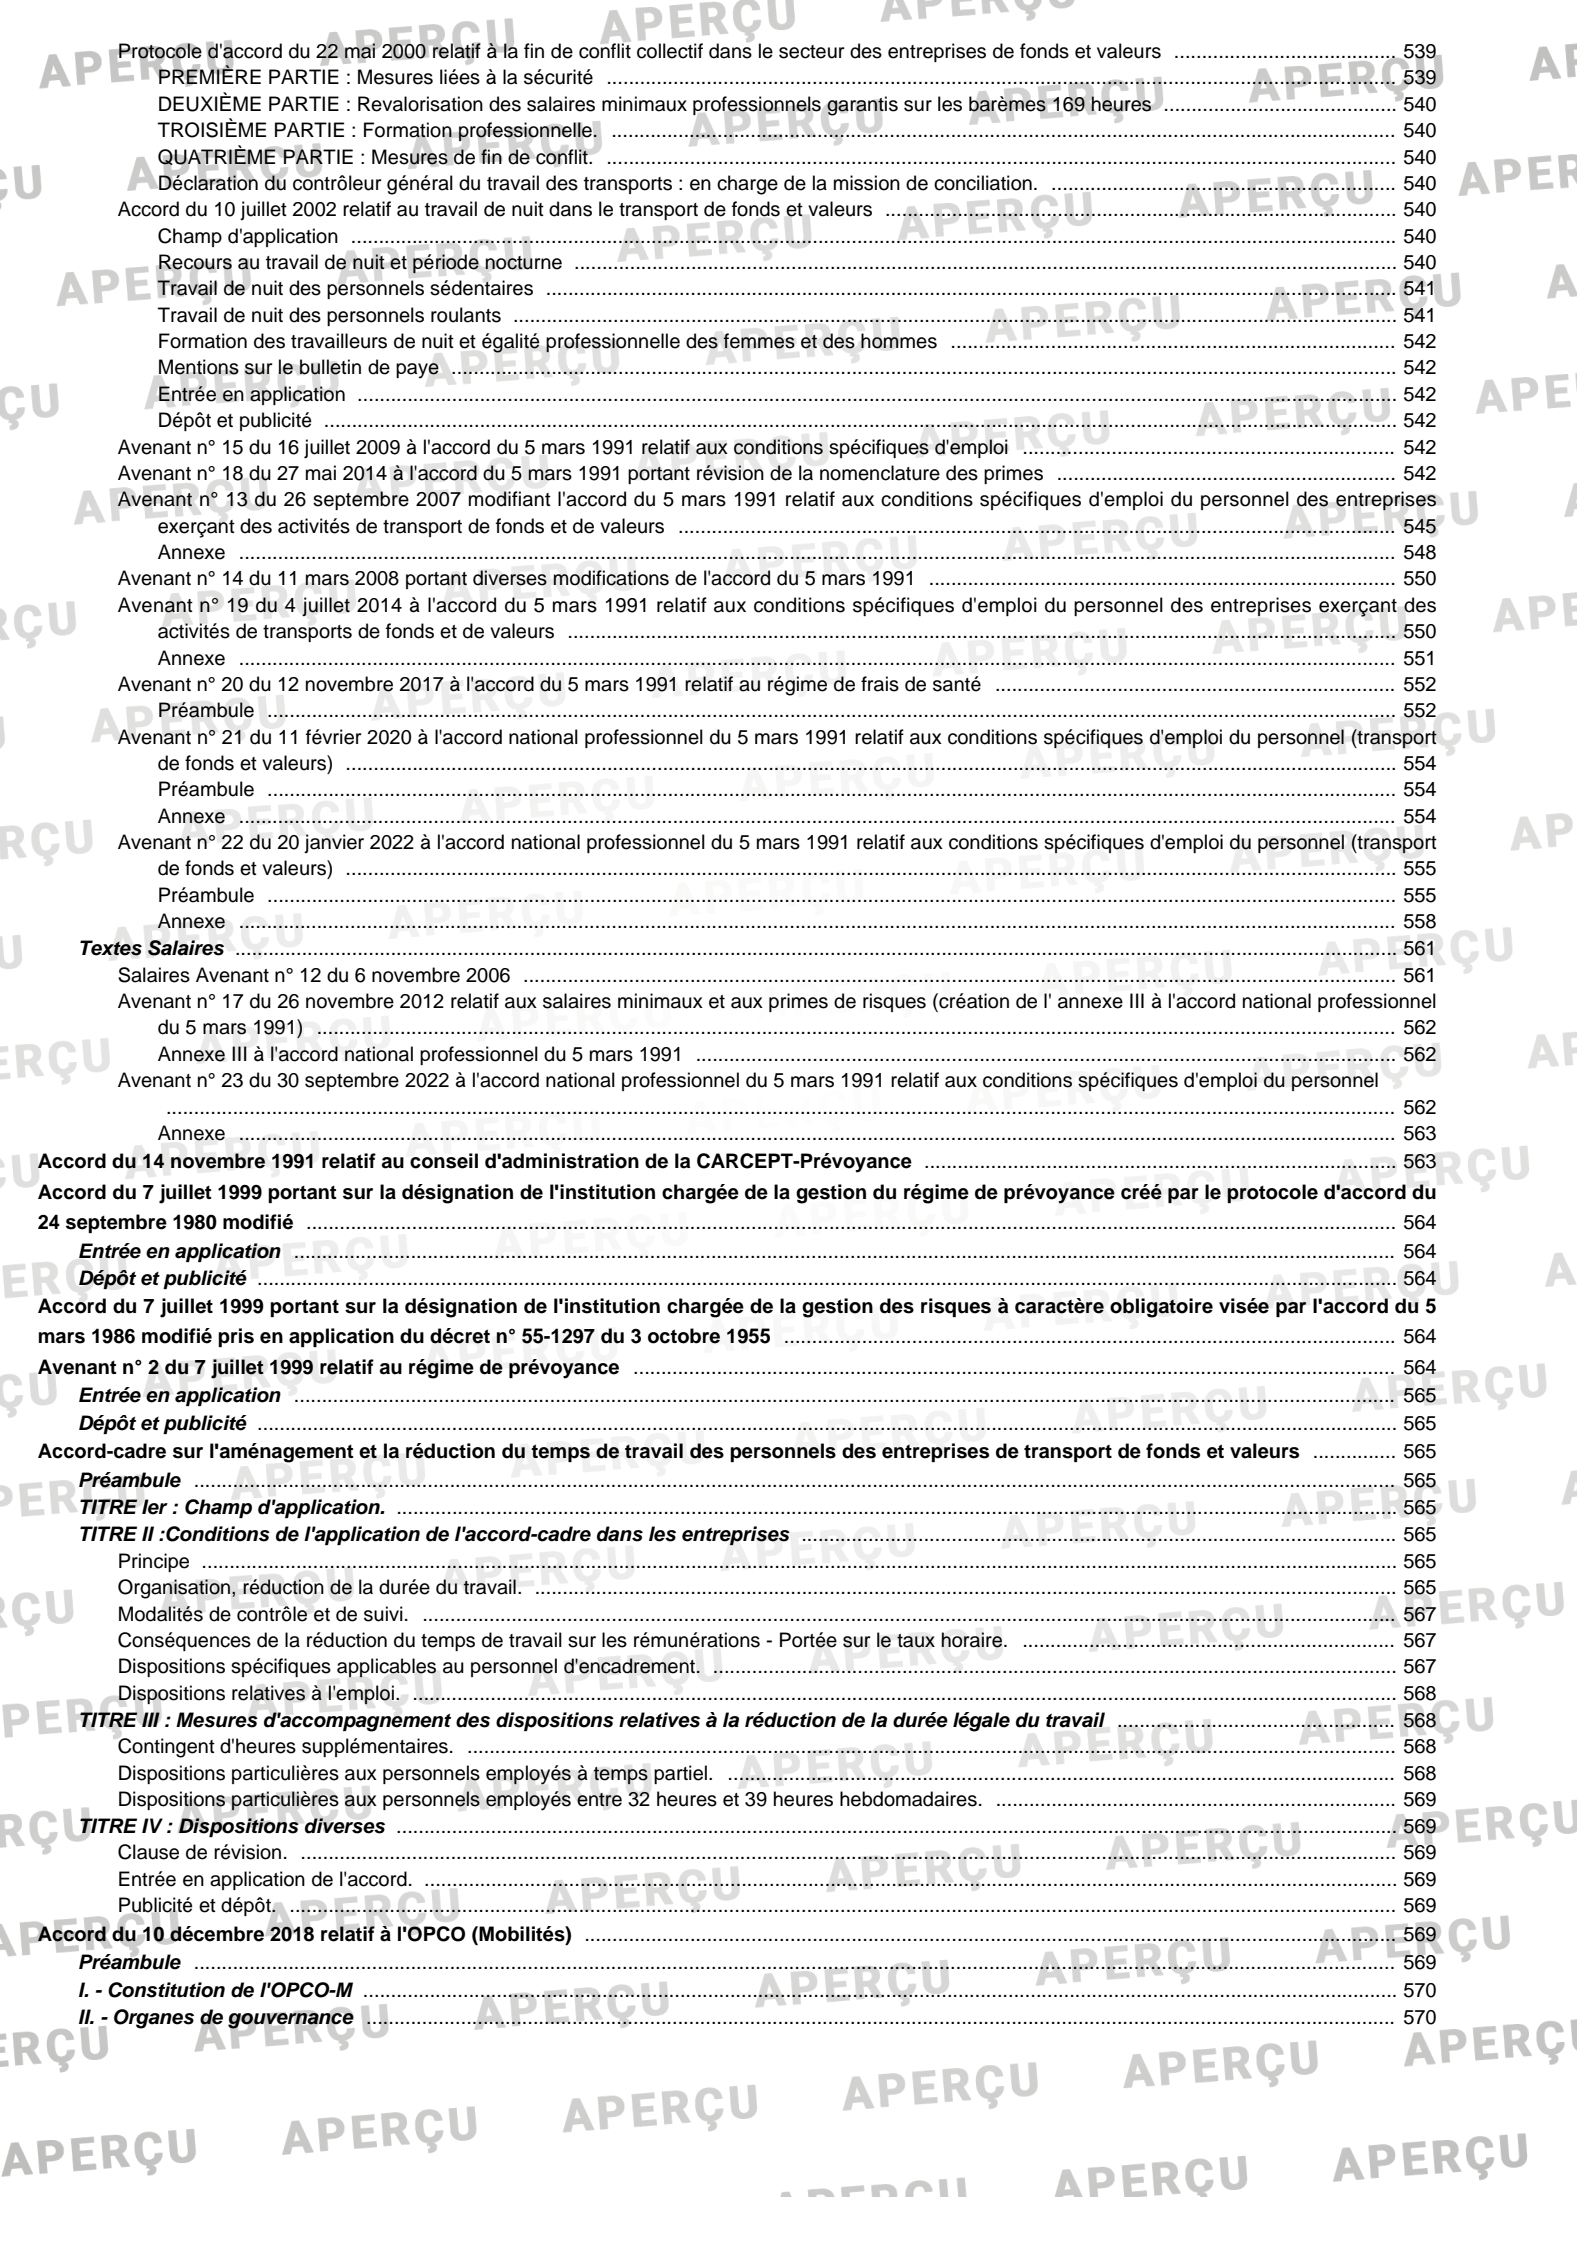 Protocole d'accord du 22 mai 2000 relatif à la fin de conflit collectif dans le secteur des entreprises de fonds et valeurs ........ 539
PREMIÈRE PARTIE : Mesures liées à la sécurité ........ 539
DEUXIÈME PARTIE : Revalorisation des salaires minimaux professionnels garantis sur les barèmes 169 heures ........ 540
TROISIÈME PARTIE : Formation professionnelle. ........ 540
QUATRIÈME PARTIE : Mesures de fin de conflit. ........ 540
Déclaration du contrôleur général du travail des transports : en charge de la mission de conciliation. ........ 540
Accord du 10 juillet 2002 relatif au travail de nuit dans le transport de fonds et valeurs ........ 540
Champ d'application ........ 540
Recours au travail de nuit et période nocturne ........ 540
Travail de nuit des personnels sédentaires ........ 541
Travail de nuit des personnels roulants ........ 541
Formation des travailleurs de nuit et égalité professionnelle des femmes et des hommes ........ 542
Mentions sur le bulletin de paye ........ 542
Entrée en application ........ 542
Dépôt et publicité ........ 542
Avenant n° 15 du 16 juillet 2009 à l'accord du 5 mars 1991 relatif aux conditions spécifiques d'emploi ........ 542
Avenant n° 18 du 27 mai 2014 à l'accord du 5 mars 1991 portant révision de la nomenclature des primes ........ 542
Avenant n° 13 du 26 septembre 2007 modifiant l'accord du 5 mars 1991 relatif aux conditions spécifiques d'emploi du personnel des entreprises
exerçant des activités de transport de fonds et de valeurs ........ 545
Annexe ........ 548
Avenant n° 14 du 11 mars 2008 portant diverses modifications de l'accord du 5 mars 1991 ........ 550
Avenant n° 19 du 4 juillet 2014 à l'accord du 5 mars 1991 relatif aux conditions spécifiques d'emploi du personnel des entreprises exerçant des
activités de transports de fonds et de valeurs ........ 550
Annexe ........ 551
Avenant n° 20 du 12 novembre 2017 à l'accord du 5 mars 1991 relatif au régime de frais de santé ........ 552
Préambule ........ 552
Avenant n° 21 du 11 février 2020 à l'accord national professionnel du 5 mars 1991 relatif aux conditions spécifiques d'emploi du personnel (transport
de fonds et valeurs) ........ 554
Préambule ........ 554
Annexe ........ 554
Avenant n° 22 du 20 janvier 2022 à l'accord national professionnel du 5 mars 1991 relatif aux conditions spécifiques d'emploi du personnel (transport
de fonds et valeurs) ........ 555
Préambule ........ 555
Annexe ........ 558
Textes Salaires ........ 561
Salaires Avenant n° 12 du 6 novembre 2006 ........ 561
Avenant n° 17 du 26 novembre 2012 relatif aux salaires minimaux et aux primes de risques (création de l' annexe III à l'accord national professionnel
du 5 mars 1991) ........ 562
Annexe III à l'accord national professionnel du 5 mars 1991 ........ 562
Avenant n° 23 du 30 septembre 2022 à l'accord national professionnel du 5 mars 1991 relatif aux conditions spécifiques d'emploi du personnel
........ 562
Annexe ........ 563
Accord du 14 novembre 1991 relatif au conseil d'administration de la CARCEPT-Prévoyance ........ 563
Accord du 7 juillet 1999 portant sur la désignation de l'institution chargée de la gestion du régime de prévoyance créé par le protocole d'accord du
24 septembre 1980 modifié ........ 564
Entrée en application ........ 564
Dépôt et publicité ........ 564
Accord du 7 juillet 1999 portant sur la désignation de l'institution chargée de la gestion des risques à caractère obligatoire visée par l'accord du 5
mars 1986 modifié pris en application du décret n° 55-1297 du 3 octobre 1955 ........ 564
Avenant n° 2 du 7 juillet 1999 relatif au régime de prévoyance ........ 564
Entrée en application ........ 565
Dépôt et publicité ........ 565
Accord-cadre sur l'aménagement et la réduction du temps de travail des personnels des entreprises de transport de fonds et valeurs ........ 565
Préambule ........ 565
TITRE Ier : Champ d'application. ........ 565
TITRE II :Conditions de l'application de l'accord-cadre dans les entreprises ........ 565
Principe ........ 565
Organisation, réduction de la durée du travail. ........ 565
Modalités de contrôle et de suivi. ........ 567
Conséquences de la réduction du temps de travail sur les rémunérations - Portée sur le taux horaire. ........ 567
Dispositions spécifiques applicables au personnel d'encadrement. ........ 567
Dispositions relatives à l'emploi. ........ 568
TITRE III : Mesures d'accompagnement des dispositions relatives à la réduction de la durée légale du travail ........ 568
Contingent d'heures supplémentaires. ........ 568
Dispositions particulières aux personnels employés à temps partiel. ........ 568
Dispositions particulières aux personnels employés entre 32 heures et 39 heures hebdomadaires. ........ 569
TITRE IV : Dispositions diverses ........ 569
Clause de révision. ........ 569
Entrée en application de l'accord. ........ 569
Publicité et dépôt. ........ 569
Accord du 10 décembre 2018 relatif à l'OPCO (Mobilités) ........ 569
Préambule ........ 569
I. - Constitution de l'OPCO-M ........ 570
II. - Organes de gouvernance ........ 570
APERÇU